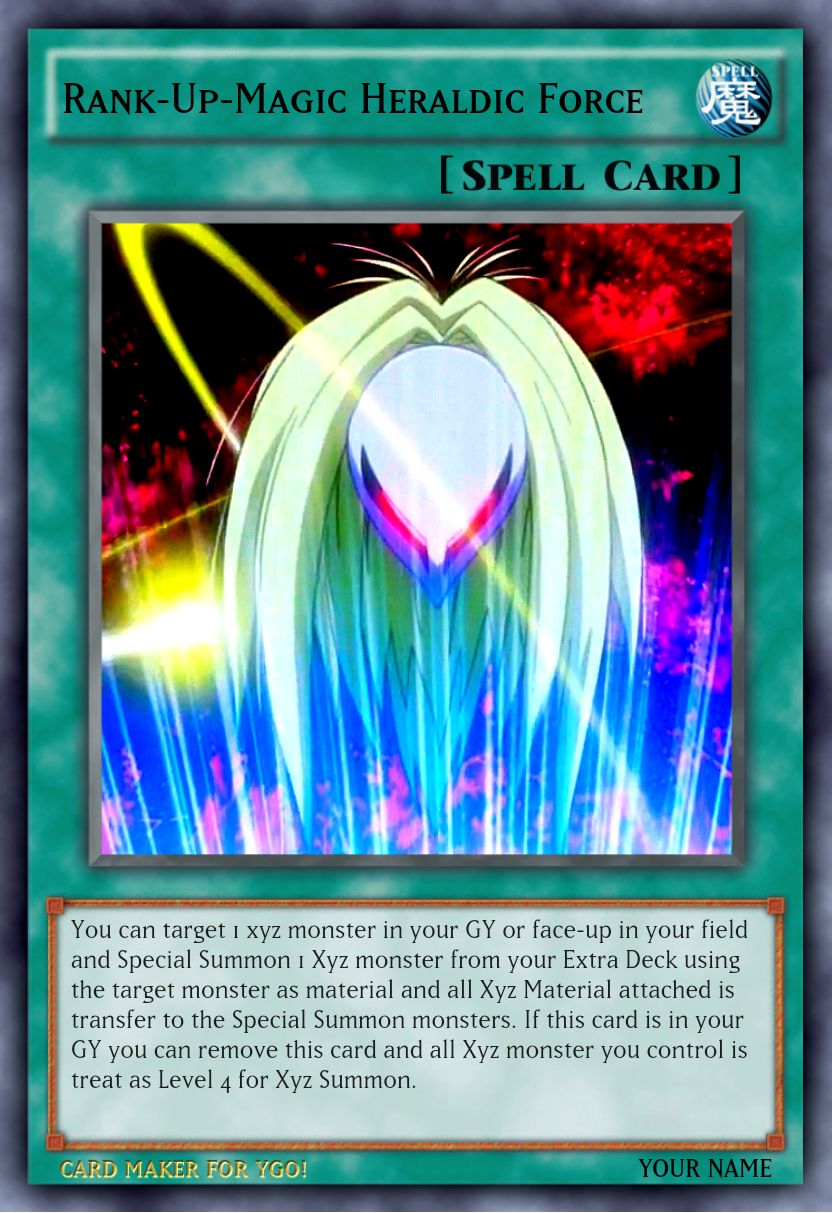 Rank-Up-Magic Heraldic Force
SPELL
魔
[Spell Card]
You can target 1 xyz monster in your GY or face-up in your field
and Special Summon 1 Xyz monster from your Extra Deck using
the target monster as material and all Xyz Material attached is
transfer to the Special Summon monsters. If this card is in your
GY you can remove this card and all Xyz monster you control is
treat as Level 4 for Xyz Summon.
CARD MAKER FOR YGO!
YOUR NAME